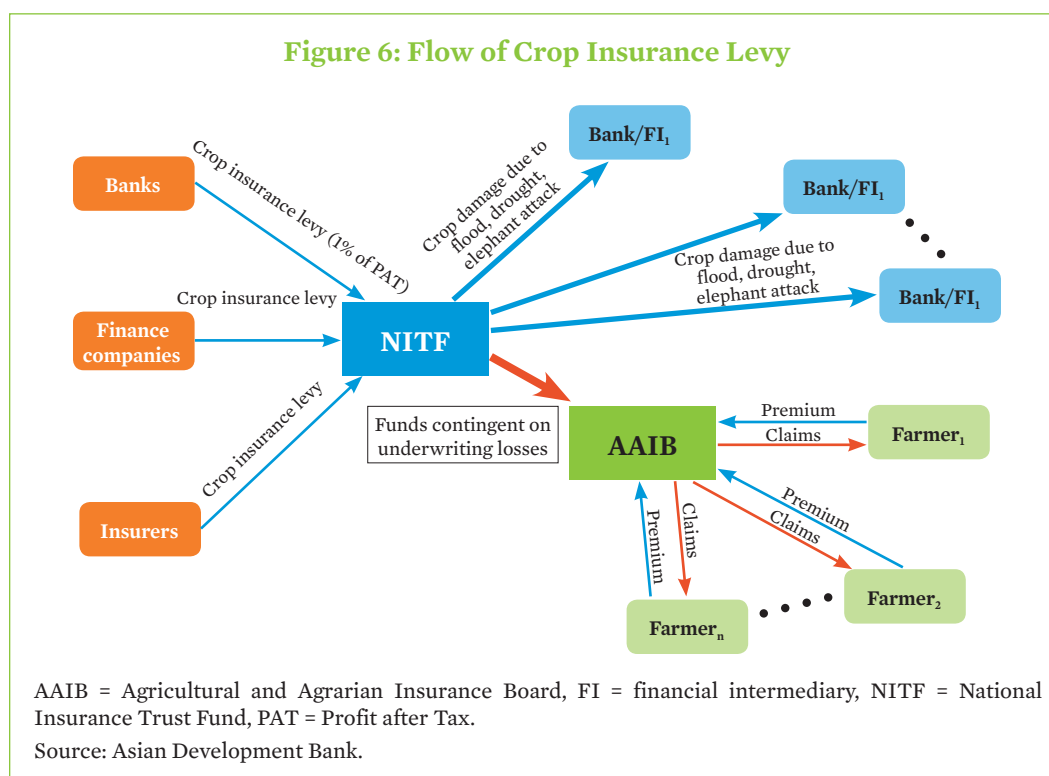 Figure 6: Flow of Crop Insurance Levy
Banks
Crop insurance levy (1% of PAT)
Crop insurance levy
Finance
companies
Crop insurance levy
Insurers
NITF
Crop damage due to
flood, drought,
elephant attack
Bank/FI₁
Bank/FI₁
Crop damage due to
flood, drought,
elephant attack
Bank/FI₁
Funds contingent on
underwriting losses
AAIB
Premium
Claims
Farmer₁
Premium
Claims
Farmer₂
Premium
Claims
Farmerₙ
AAIB = Agricultural and Agrarian Insurance Board, FI = financial intermediary, NITF = National
Insurance Trust Fund, PAT = Profit after Tax.
Source: Asian Development Bank.